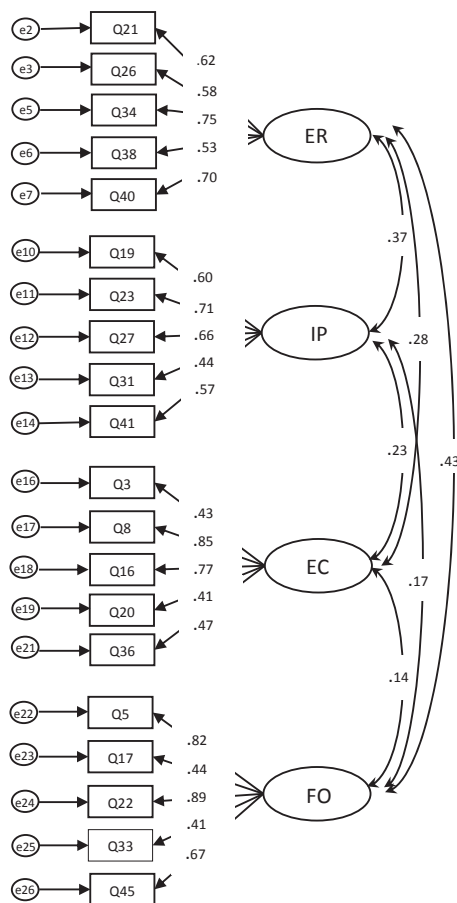 e2
Q21
.62
e3
Q26
.58
e5
Q34
.75
ER
e6
Q38
.53
e7
Q40
.70
.37
e10
Q19
.60
e11
Q23
.71
e12
Q27
.66
IP
.28
e13
Q31
.44
e14
Q41
.57
.23
.43
e16
Q3
.43
e17
Q8
.85
e18
Q16
.77
EC
.17
e19
Q20
.41
e21
Q36
.47
.14
e22
Q5
.82
e23
Q17
.44
e24
Q22
.89
FO
e25
Q33
.41
.67
e26
Q45